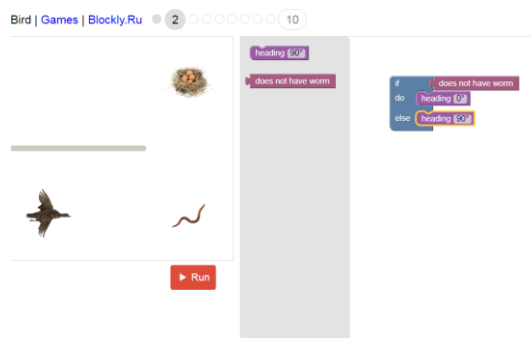 Bird | Games | Blockly.Ru 2 10
heading 90°
does not have worm
if does not have worm
do heading 0°
else heading 90°
Run